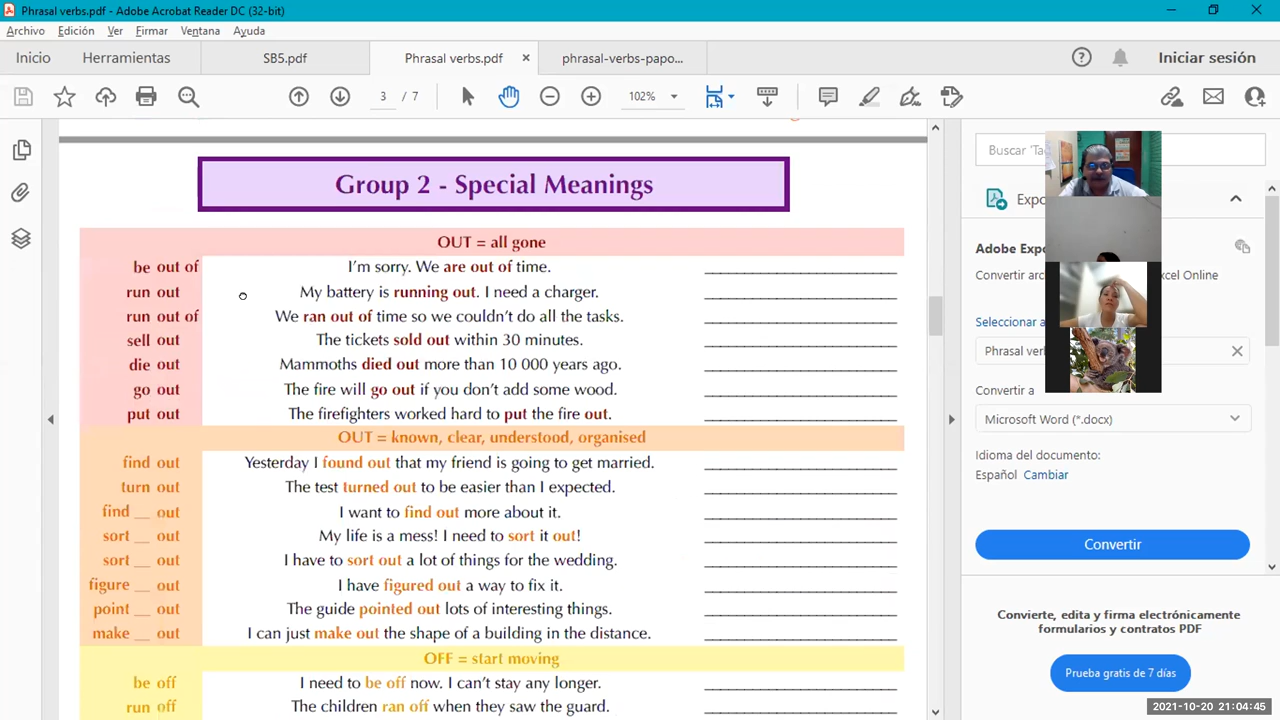 Phrasal verbs.pdf - Adobe Acrobat Reader DC (32-bit)
Archivo Edición Ver Firmar Ventana Ayuda
Inicio Herramientas SB5.pdf Phrasal verbs.pdf × phrasal-verbs-papo... Iniciar sesión
3 / 7 102%
Group 2 - Special Meanings
OUT = all gone
be out of I'm sorry. We are out of time.
run out My battery is running out. I need a charger.
run out of We ran out of time so we couldn't do all the tasks.
sell out The tickets sold out within 30 minutes.
die out Mammoths died out more than 10 000 years ago.
go out The fire will go out if you don't add some wood.
put out The firefighters worked hard to put the fire out.
OUT = known, clear, understood, organised
find out Yesterday I found out that my friend is going to get married.
turn out The test turned out to be easier than I expected.
find __ out I want to find out more about it.
sort __ out My life is a mess! I need to sort it out!
sort __ out I have to sort out a lot of things for the wedding.
figure __ out I have figured out a way to fix it.
point __ out The guide pointed out lots of interesting things.
make __ out I can just make out the shape of a building in the distance.
OFF = start moving
be off I need to be off now. I can't stay any longer.
run off The children ran off when they saw the guard.
Buscar
Adobe
Convertir Online
Phrasal
Convertir a
Microsoft Word (*.docx)
Idioma del documento:
Español Cambiar
Convertir
Convierte, edita y firma electrónicamente
formularios y contratos PDF
Prueba gratis de 7 días
2021-10-20 21:04:45